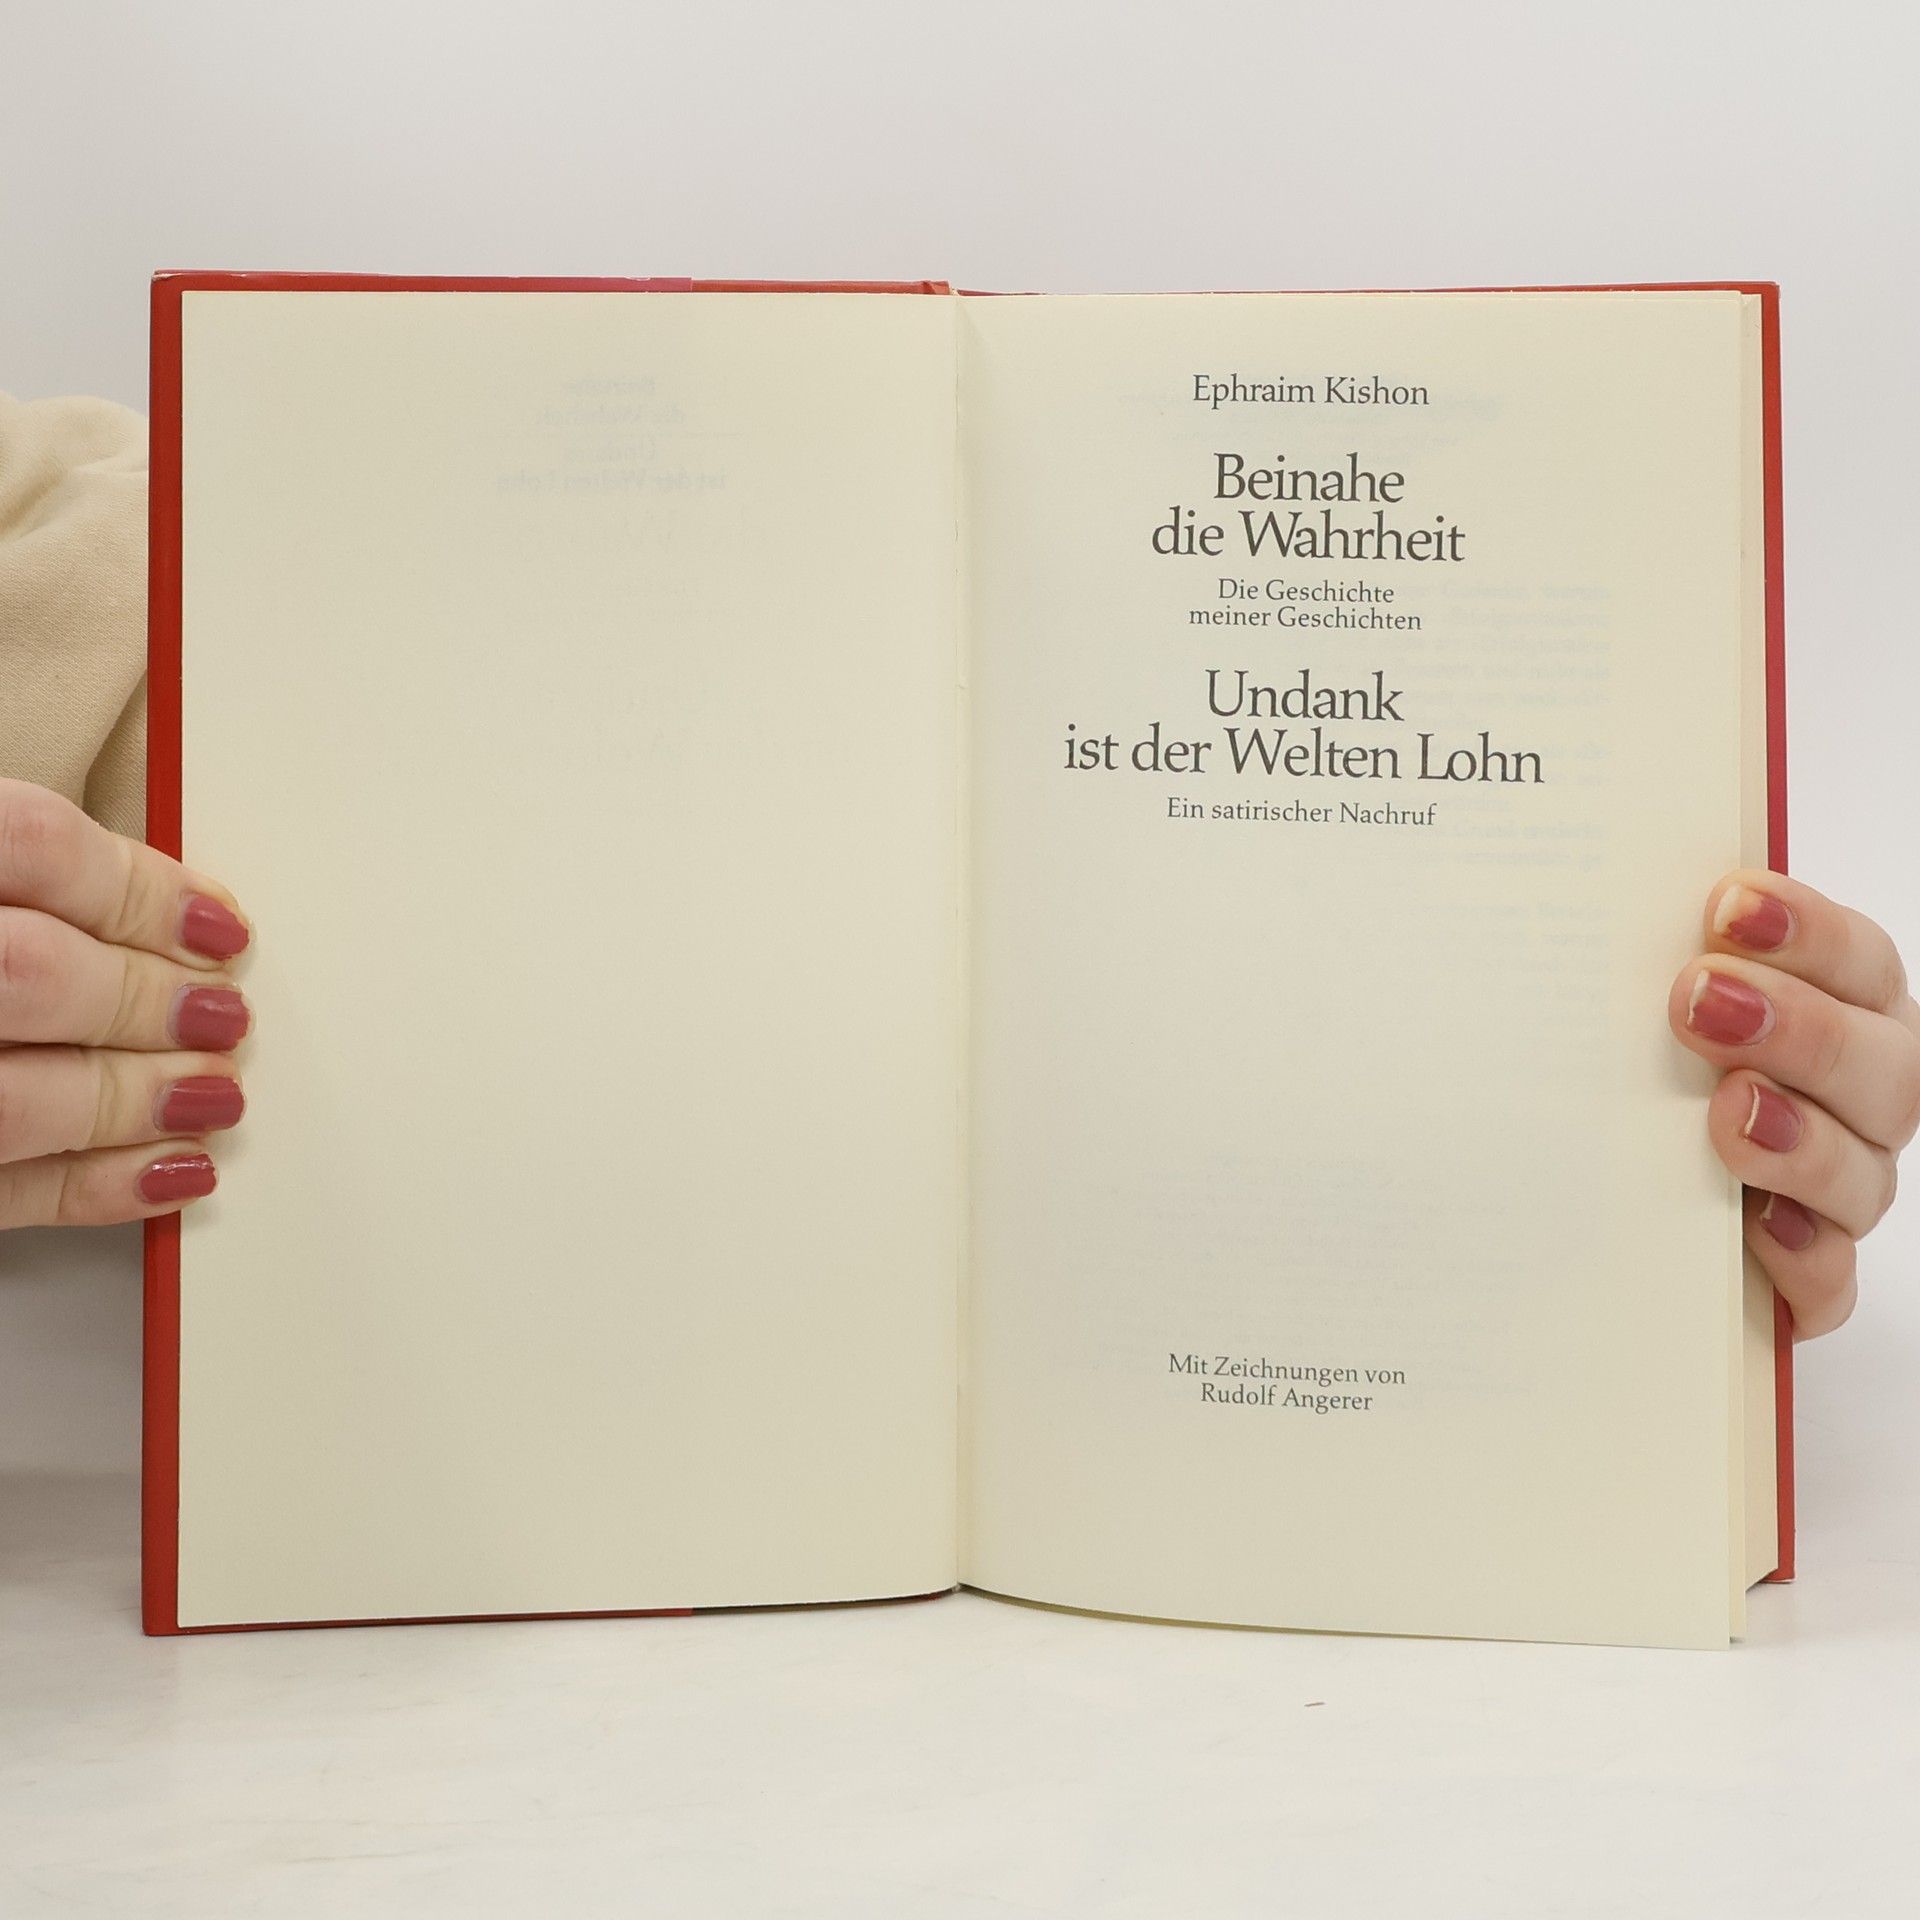 Ephraim Kishon
Beinahe
die Wahrheit
Die Geschichte
meiner Geschichten
Undank
ist der Welten Lohn
Ein satirischer Nachruf
Mit Zeichnungen von
Rudolf Angerer